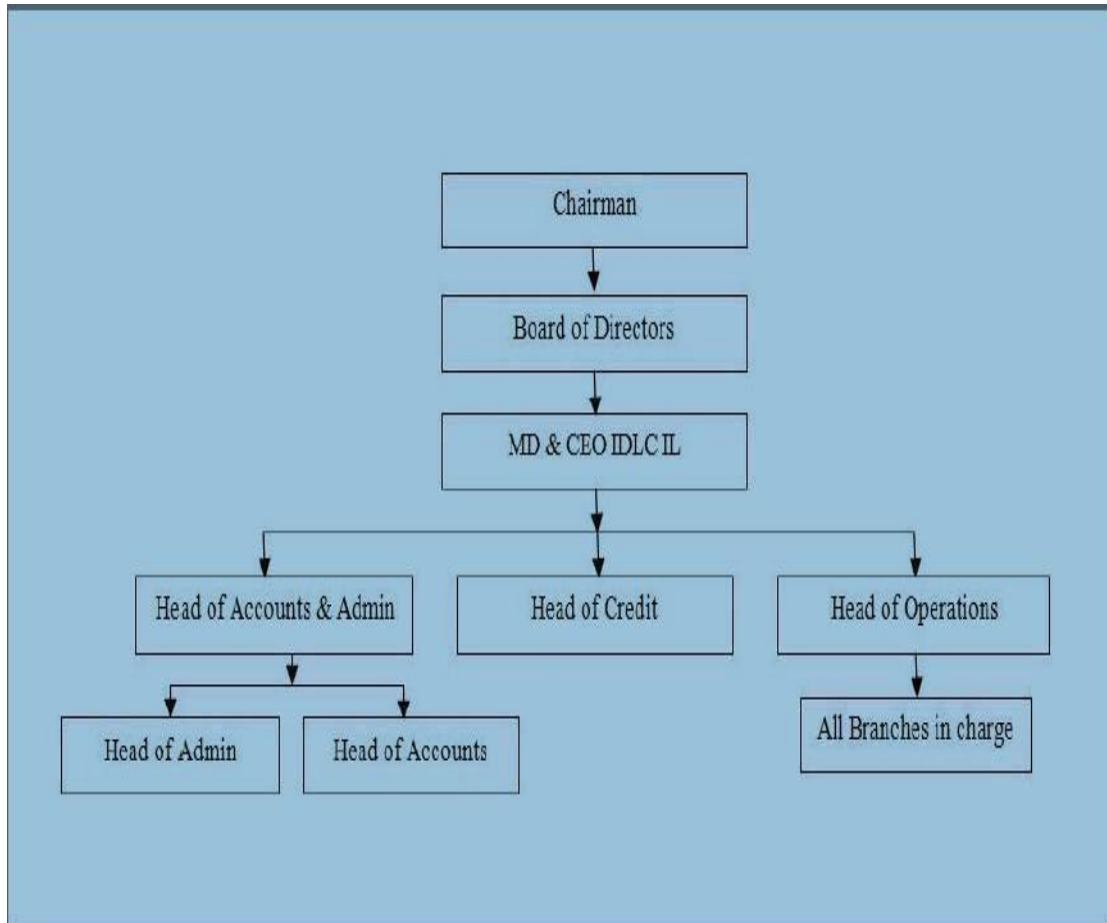 Chairman
Board of Directors
MD & CEO IDLC IL
Head of Accounts & Admin
Head of Credit
Head of Operations
Head of Admin
Head of Accounts
All Branches in charge